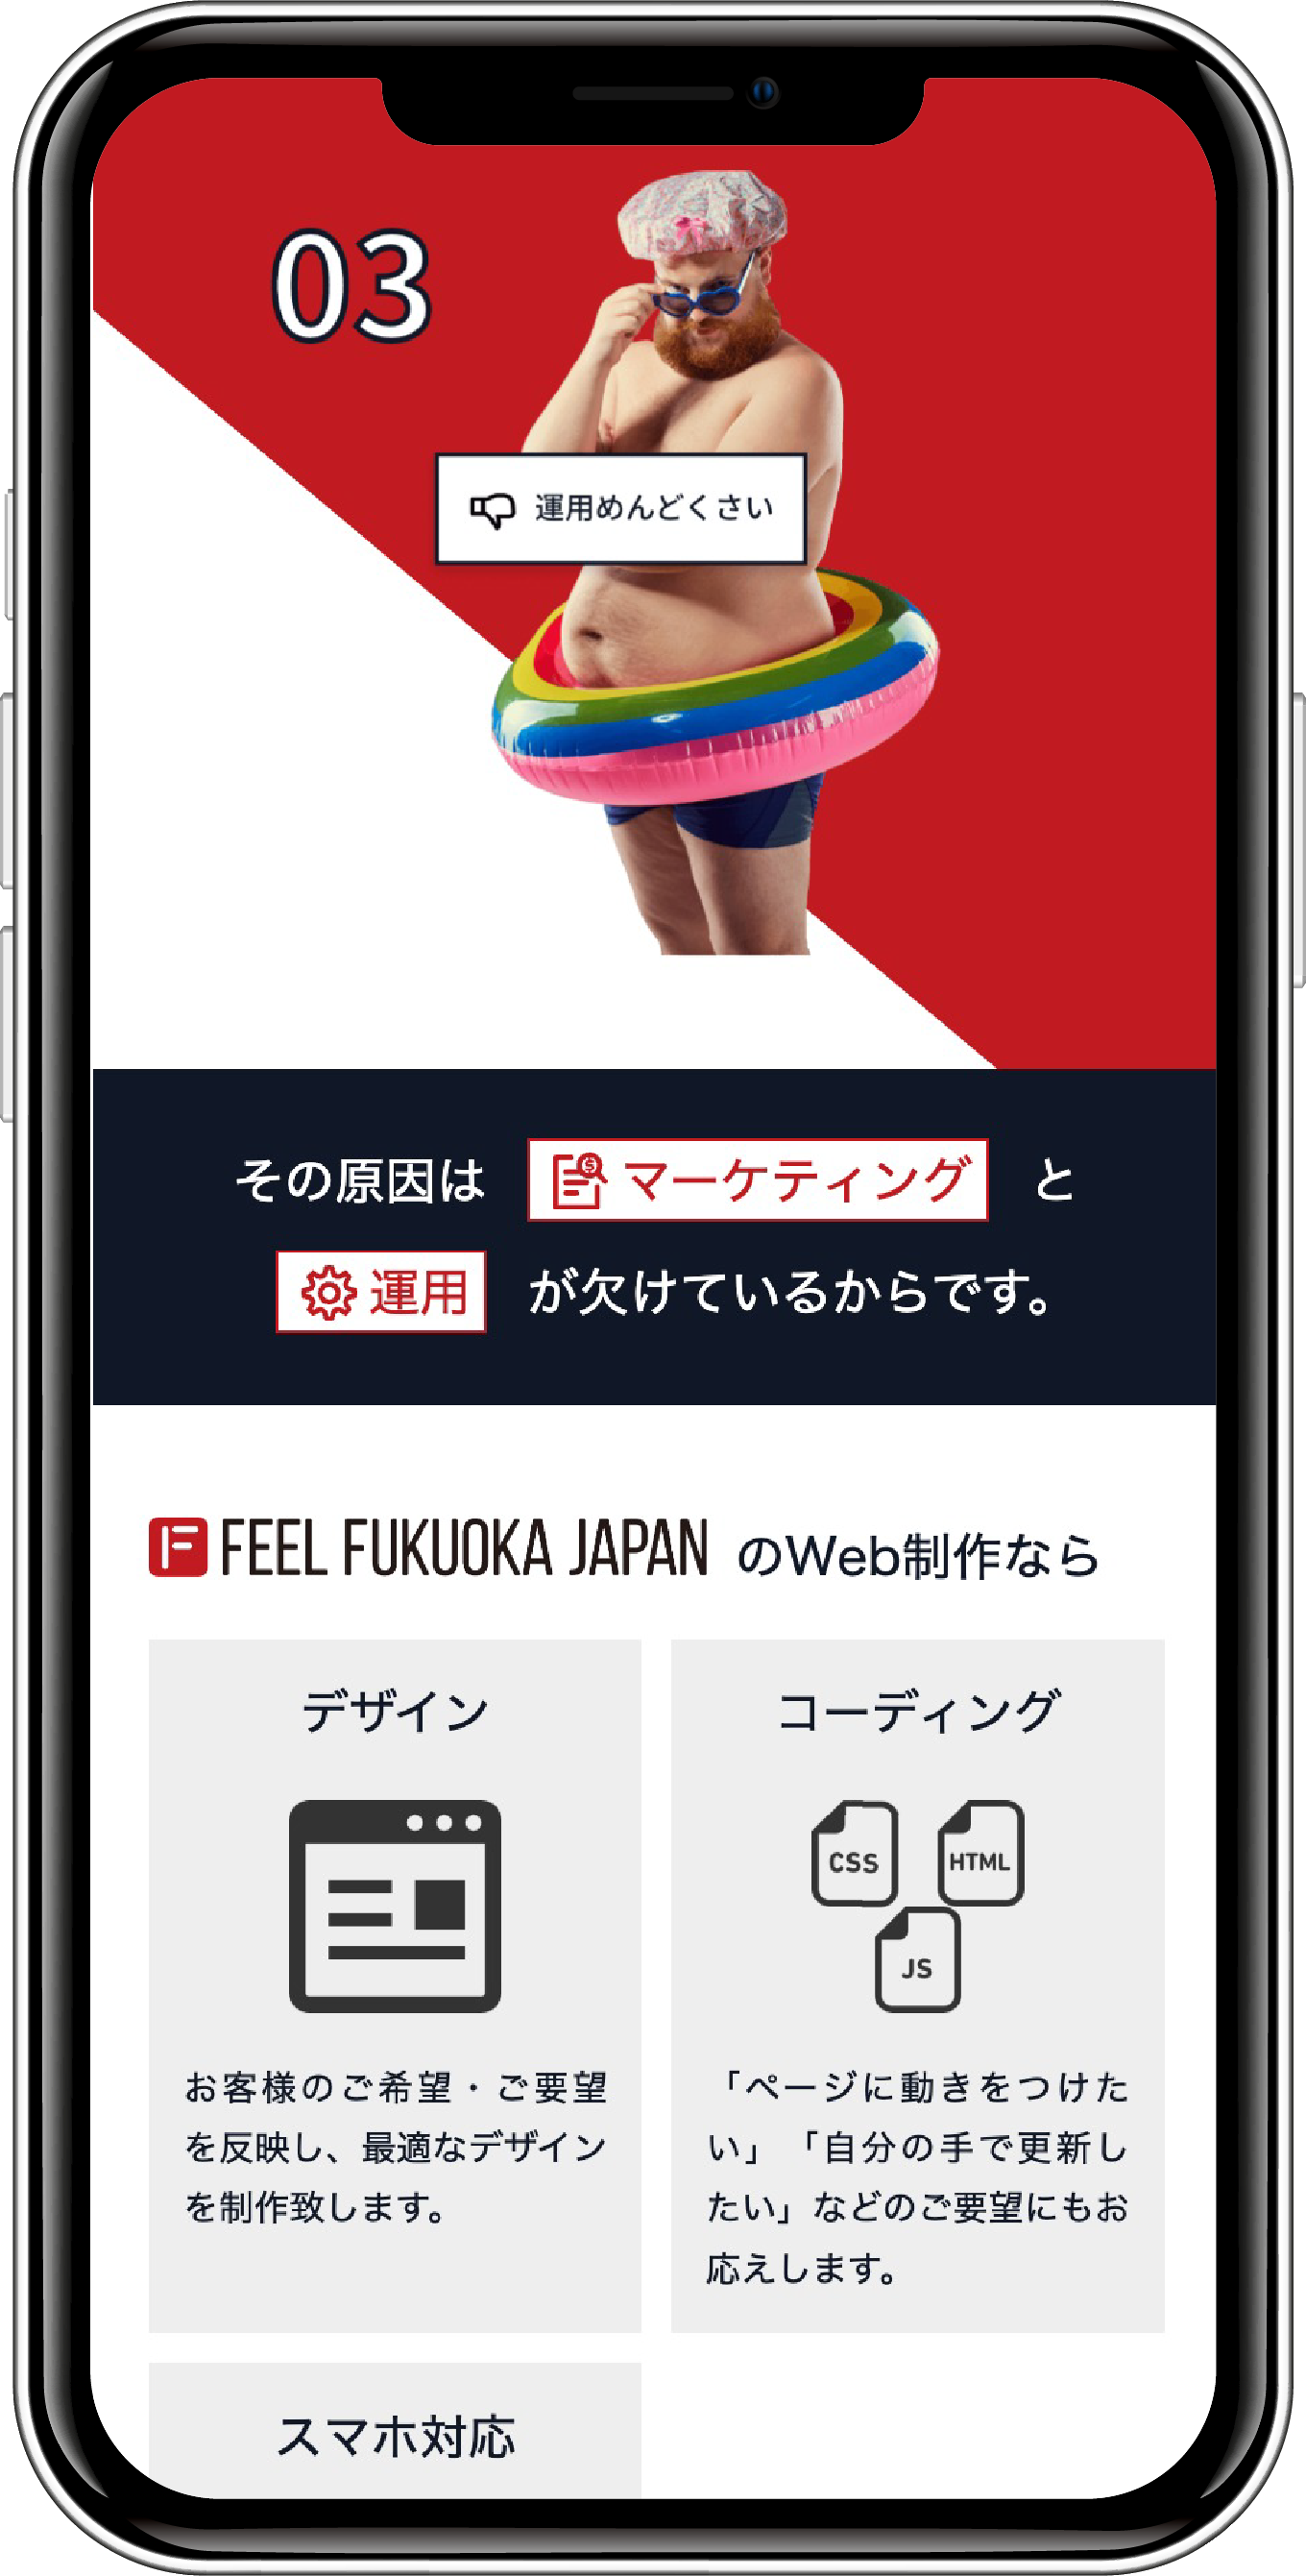 03
運用めんどくさい
その原因は マーケティング と
運用 が欠けているからです。
FEEL FUKUOKA JAPAN のWeb制作なら
デザイン
お客様のご希望・ご要望
を反映し、最適なデザイン
を制作致します。
コーディング
CSS HTML
JS
「ページに動きをつけた
い」「自分の手で更新し
たい」などのご要望にもお
応えします。
スマホ対応